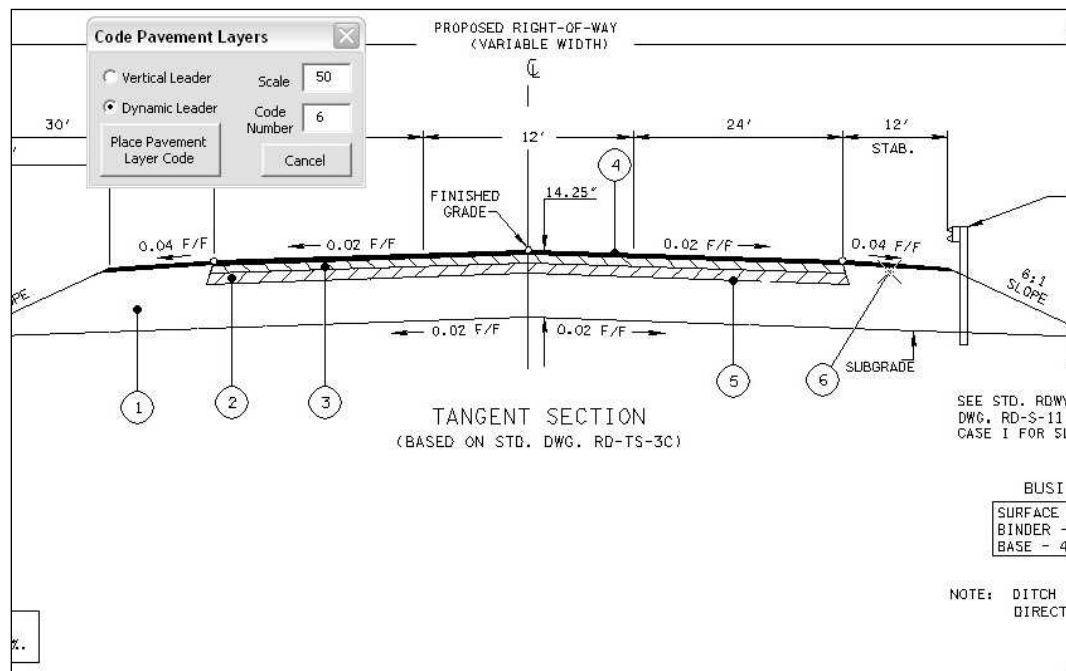 Code Pavement Layers
Vertical Leader
Scale 50
Dynamic Leader
Code Number 6
Place Pavement
Layer Code
Cancel
PROPOSED RIGHT-OF-WAY
(VARIABLE WIDTH)
℄
30'
12'
24'
12'
STAB.
4
FINISHED
GRADE
14.25"
0.04 F/F
0.02 F/F
0.02 F/F
0.04 F/F
6:1
SLOPE
0.02 F/F
0.02 F/F
SUBGRADE
1
2
3
5
6
TANGENT SECTION
(BASED ON STD. DWG. RD-TS-3C)
SEE STD. RDWY
DWG. RD-S-11
CASE I FOR
BUSI
SURFACE
BINDER -
BASE - 4
NOTE: DITCH
DIRECT
%.